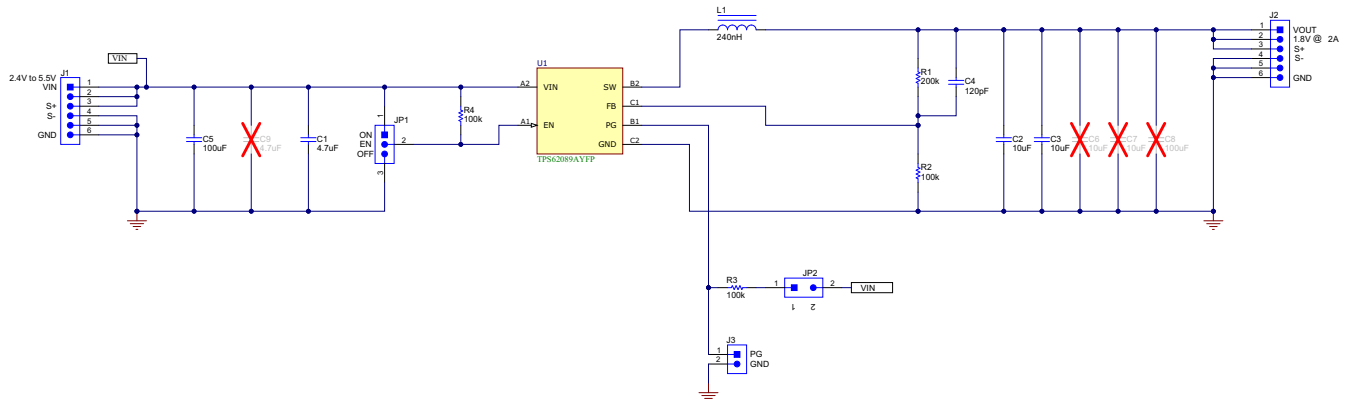 L1
240nH
J2
1 VOUT
2 1.8V @ 2A
3 S+
4 S-
5
6 GND
VIN
2.4V to 5.5V
J1
VIN 1
2
S+ 3
S- 4
5
GND 6
U1
A2 VIN SW B2
FB C1
A1 EN PG B1
GND C2
TPS62089AYFP
R4
100k
JP1
1
ON
EN 2
OFF
3
C5
100uF
C9
4.7uF
C1
4.7uF
R1
200k
C4
120pF
R2
100k
C2
10uF
C3
10uF
C6
10uF
C7
10uF
C8
100uF
R3
100k
JP2
1 2
1 2
VIN
J3
1 PG
2 GND